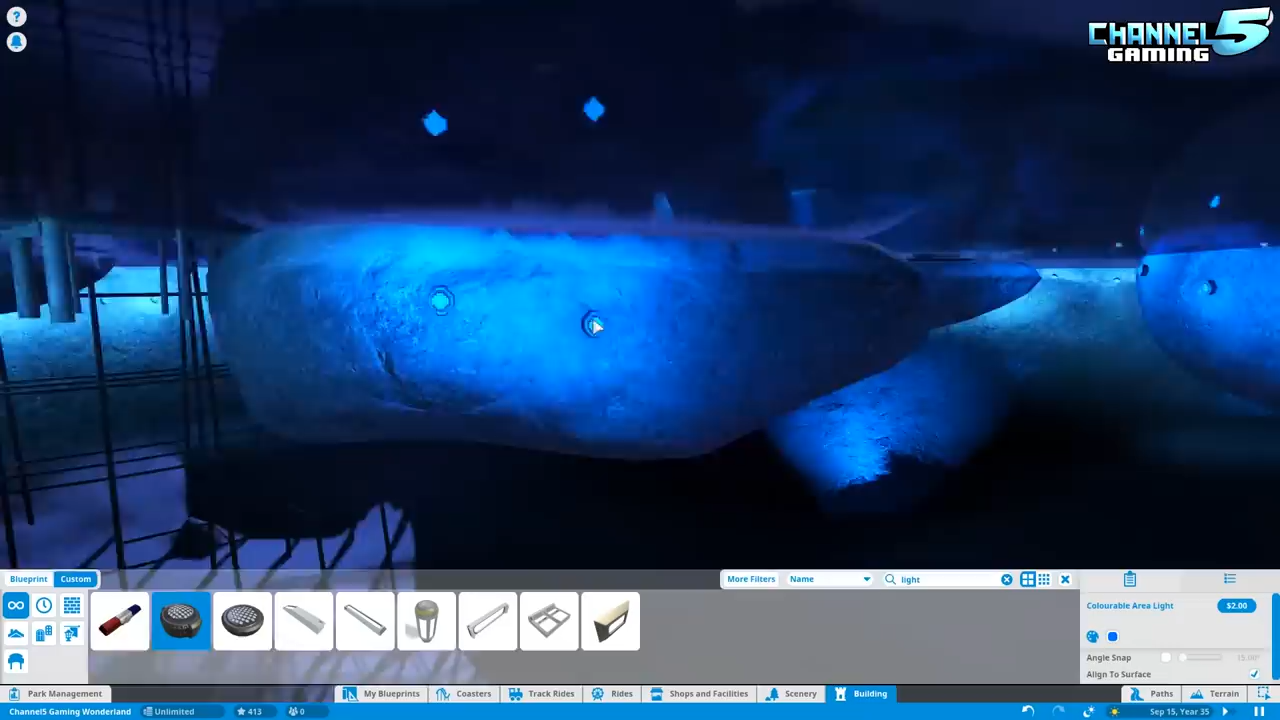 ?
CHANNEL 5
GAMING
Blueprint
Custom
More Filters
Name
light
Colourable Area Light
$2.00
Angle Snap
15.00°
Align To Surface
Park Management
My Blueprints
Coasters
Track Rides
Rides
Shops and Facilities
Scenery
Building
Paths
Terrain
Channel5 Gaming Wonderland
Unlimited
413
0
Sep 15, Year 35